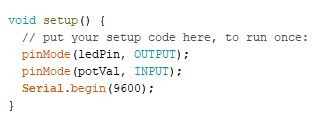 void setup() {
  // put your setup code here, to run once:
  pinMode(ledPin, OUTPUT);
  pinMode(potVal, INPUT);
  Serial.begin(9600);
}